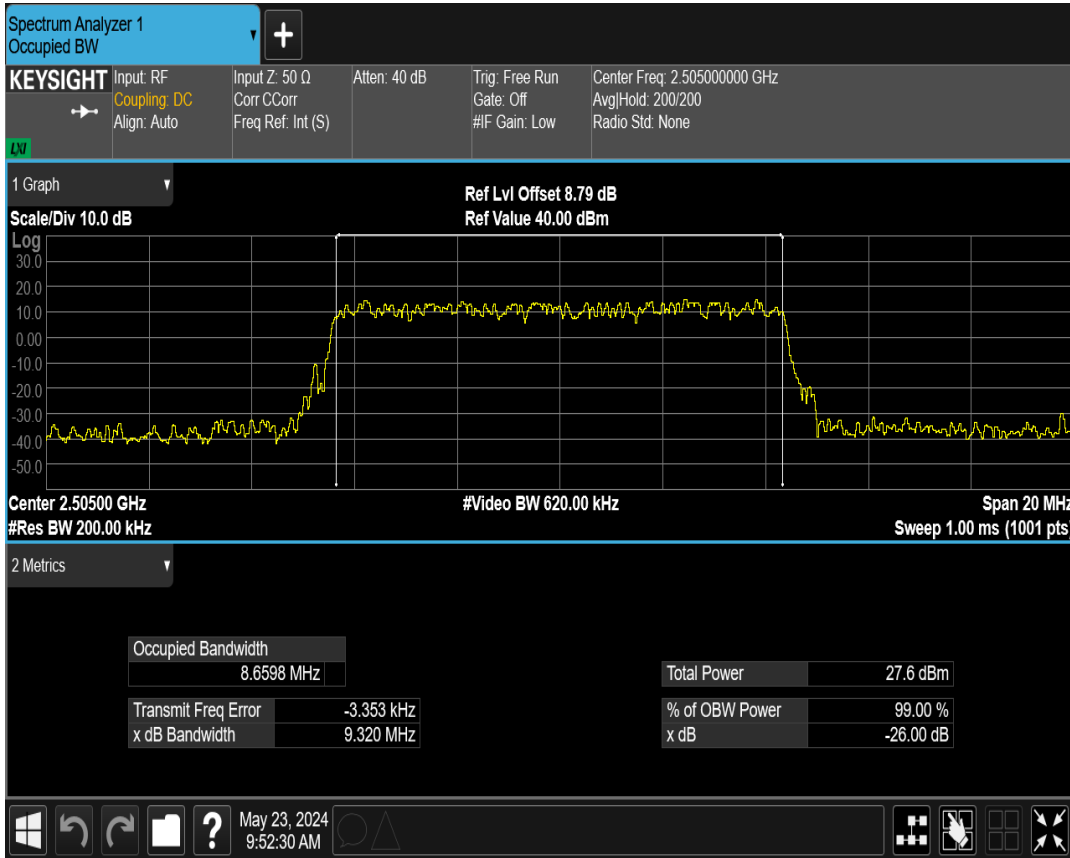 Spectrum Analyzer 1
Occupied BW
+
KEYSIGHT
LXI
Input: RF
Coupling: DC
Align: Auto
Input Z: 50 Ω
Corr CCorr
Freq Ref: Int (S)
Atten: 40 dB
Trig: Free Run
Gate: Off
#IF Gain: Low
Center Freq: 2.505000000 GHz
Avg|Hold: 200/200
Radio Std: None
1 Graph
Scale/Div 10.0 dB
Ref Lvl Offset 8.79 dB
Ref Value 40.00 dBm
Log
30.0
20.0
10.0
0.00
-10.0
-20.0
-30.0
-40.0
-50.0
Center 2.50500 GHz
#Res BW 200.00 kHz
#Video BW 620.00 kHz
Span 20 MHz
Sweep 1.00 ms (1001 pts)
2 Metrics
Occupied Bandwidth
8.6598 MHz
Transmit Freq Error -3.353 kHz
x dB Bandwidth 9.320 MHz
Total Power 27.6 dBm
% of OBW Power 99.00 %
x dB -26.00 dB
?
May 23, 2024
9:52:30 AM